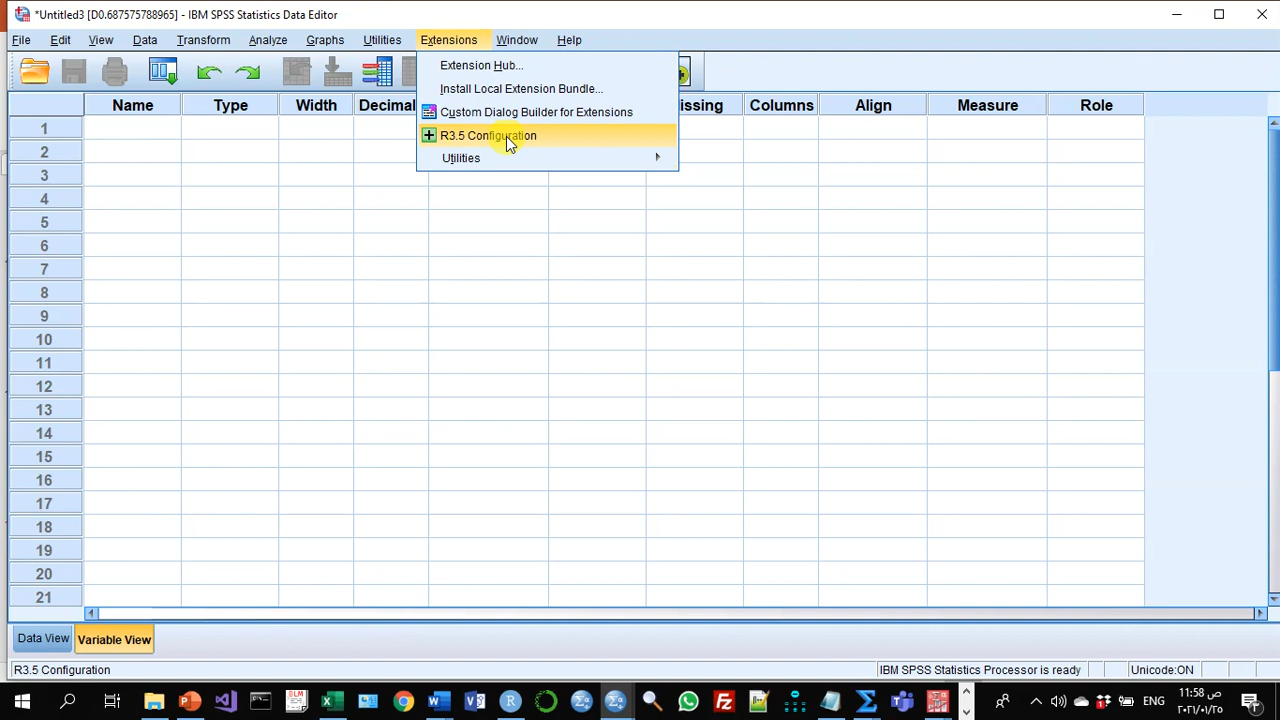 *Untitled3 [D0.687575788965] - IBM SPSS Statistics Data Editor
File Edit View Data Transform Analyze Graphs Utilities Extensions Window Help
Extension Hub...
Install Local Extension Bundle...
Custom Dialog Builder for Extensions
R3.5 Configuration
Utilities
Name Type Width Decimal issing Columns Align Measure Role
1
2
3
4
5
6
7
8
9
10
11
12
13
14
15
16
17
18
19
20
21
Data View Variable View
R3.5 Configuration IBM SPSS Statistics Processor is ready Unicode:ON
ENG
11:58 ص
٢٠٢١/٠١/٢٥